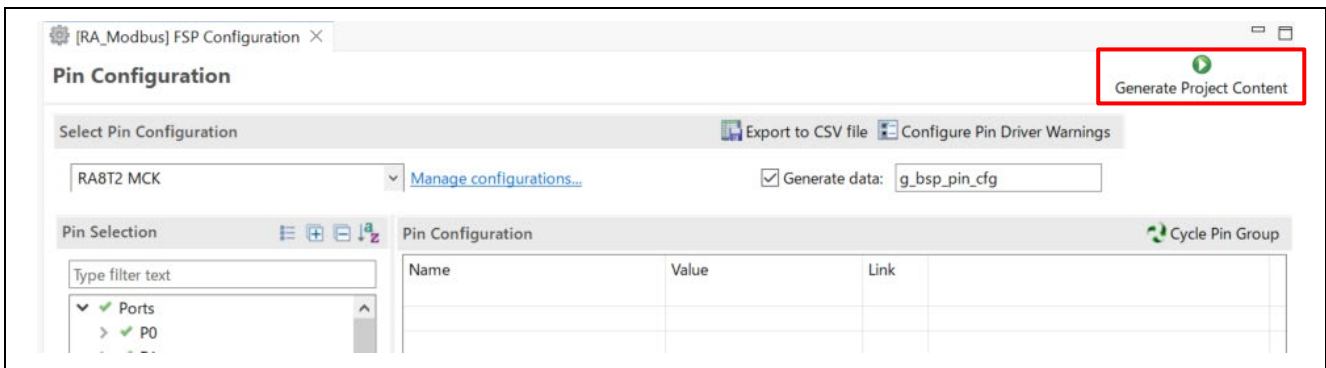 [RA_Modbus] FSP Configuration
Pin Configuration
Generate Project Content
Select Pin Configuration
Export to CSV file
Configure Pin Driver Warnings
RA8T2 MCK
Manage configurations...
Generate data:
g_bsp_pin_cfg
Pin Selection
Pin Configuration
Cycle Pin Group
Type filter text
Name
Value
Link
Ports
P0